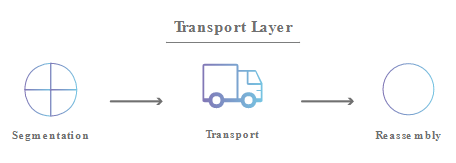 Transport Layer
Segmentation
Transport
Reassembly